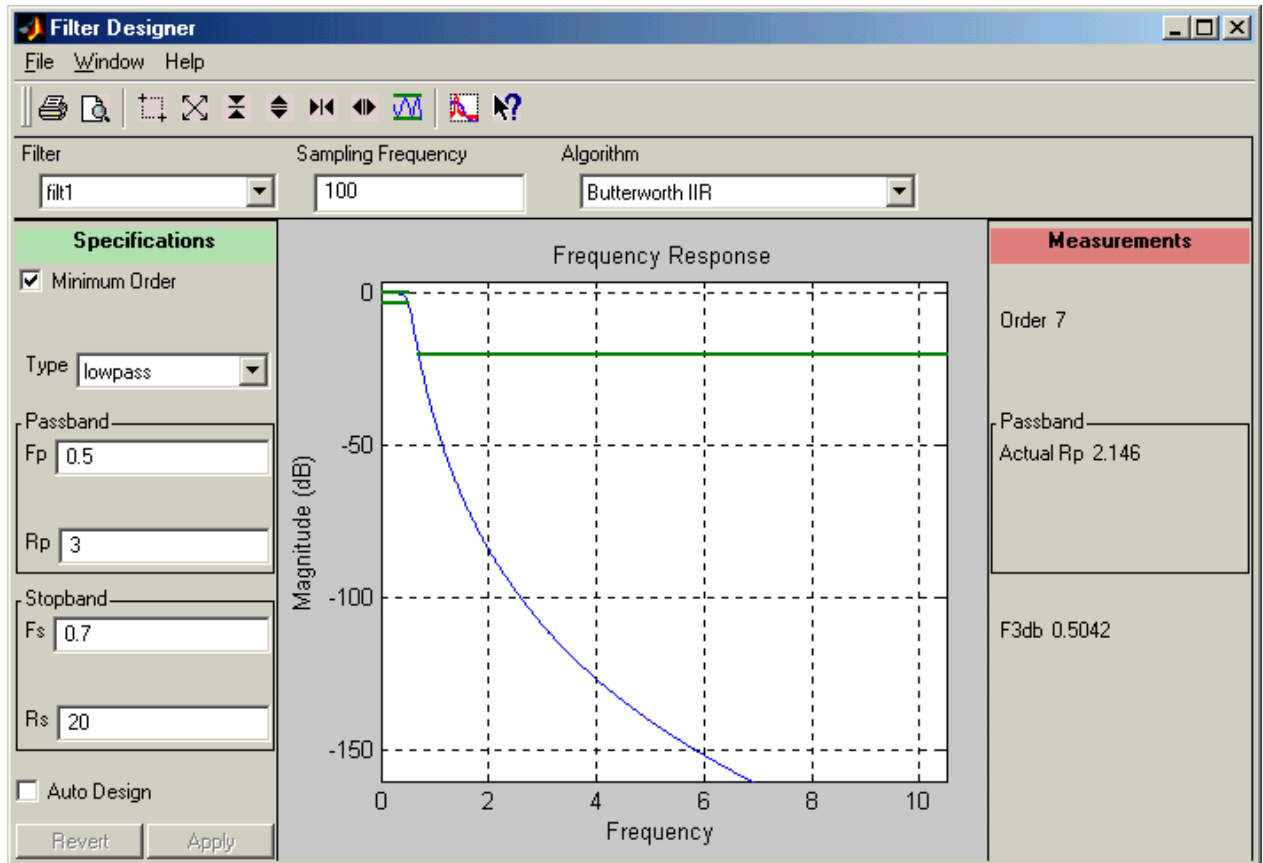 Filter Designer
File Window Help
Filter
Sampling Frequency
Algorithm
filt1
100
Butterworth IIR
Specifications
Minimum Order
Type lowpass
Passband
Fp 0.5
Rp 3
Stopband
Fs 0.7
Rs 20
Auto Design
Revert Apply
Frequency Response
Magnitude (dB)
0
-50
-100
-150
0 2 4 6 8 10
Frequency
Measurements
Order 7
Passband
Actual Rp 2.146
F3db 0.5042